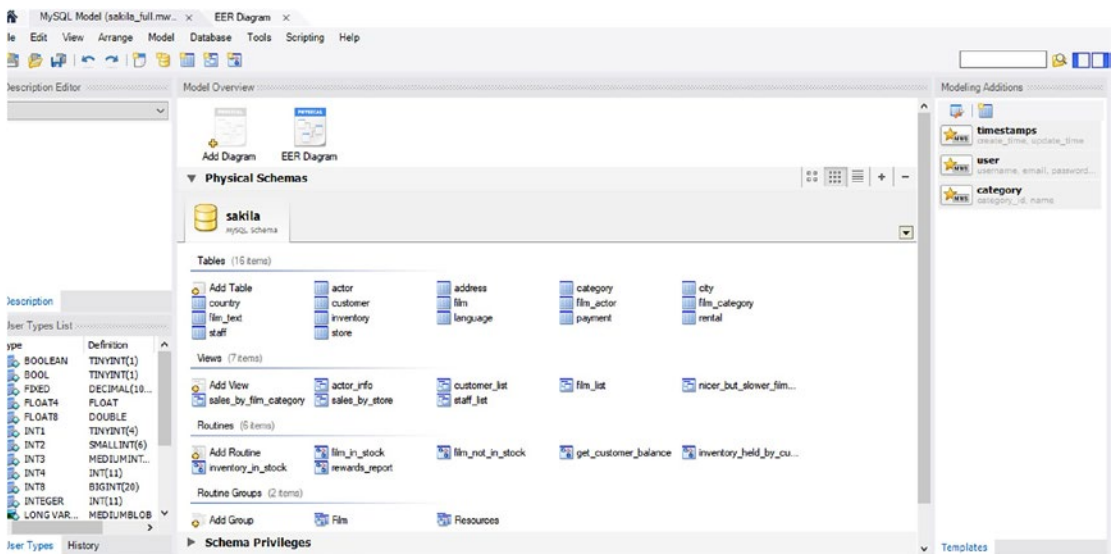 MySQL Model (sakila_full.mw... × EER Diagram ×
le Edit View Arrange Model Database Tools Scripting Help
Description Editor
Model Overview
Modeling Additions
Add Diagram EER Diagram
timestamps
create_time, update_time
user
username, email, password...
category
category_id, name
Physical Schemas
sakila
MySQL Schema
Tables (16 items)
Add Table actor address category city
country customer film film_actor film_category
film_text inventory language payment rental
staff store
Views (7 items)
Add View actor_info customer_list film_list nicer_but_slower_film...
sales_by_film_category sales_by_store staff_list
Routines (6 items)
Add Routine film_in_stock film_not_in_stock get_customer_balance inventory_held_by_cu...
inventory_in_stock rewards_report
Routine Groups (2 items)
Add Group Film Resources
Schema Privileges
Description
User Types List
ype Definition
BOOLEAN TINYINT(1)
BOOL TINYINT(1)
FIXED DECIMAL(10...
FLOAT4 FLOAT
FLOAT8 DOUBLE
INT1 TINYINT(4)
INT2 SMALLINT(6)
INT3 MEDIUMINT...
INT4 INT(11)
INT8 BIGINT(20)
INTEGER INT(11)
LONG VAR... MEDIUMBLOB
User Types History
Templates